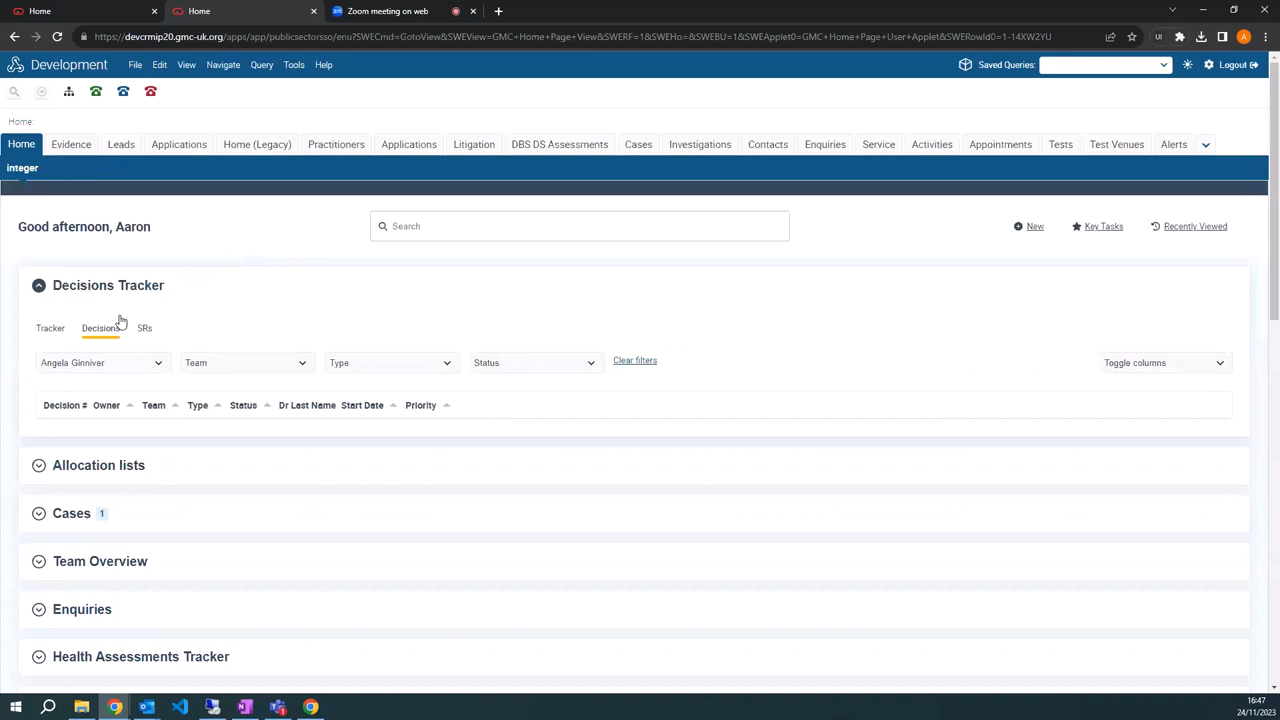 Home
Home
Zoom meeting on web
https://devcrmip20.gmc-uk.org/apps/app/publicsectorsso/enu?SWECmd=GotoView&SWEView=GMC+Home+Page+View&SWERF=1&SWEHo=&SWEBU=1&SWEApplet0=GMC+Home+Page+User+Applet&SWERowId0=1-14XW2YU
UI
A
Development
File Edit View Navigate Query Tools Help
Saved Queries:
Logout
Home:
Home Evidence Leads Applications Home (Legacy) Practitioners Applications Litigation DBS DS Assessments Cases Investigations Contacts Enquiries Service Activities Appointments Tests Test Venues Alerts
integer
Good afternoon, Aaron
Search
New
Key Tasks
Recently Viewed
Decisions Tracker
Tracker Decisions SRs
Angela Ginniver Team Type Status Clear filters Toggle columns
Decision # Owner Team Type Status Dr Last Name Start Date Priority
Allocation lists
Cases 1
Team Overview
Enquiries
Health Assessments Tracker
16:47
24/11/2023